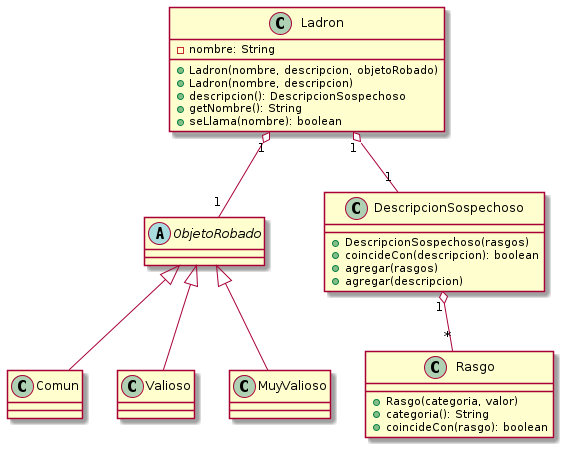 C Ladron
nombre: String
Ladron(nombre, descripcion, objetoRobado)
Ladron(nombre, descripcion)
descripcion(): DescripcionSospechoso
getNombre(): String
seLlama(nombre): boolean
1 1
1 1
C DescripcionSospechoso
DescripcionSospechoso(rasgos)
coincideCon(descripcion): boolean
agregar(rasgos)
agregar(descripcion)
A ObjetoRobado
1
*
C Comun
C Valioso
C MuyValioso
C Rasgo
Rasgo(categoria, valor)
categoria(): String
coincideCon(rasgo): boolean